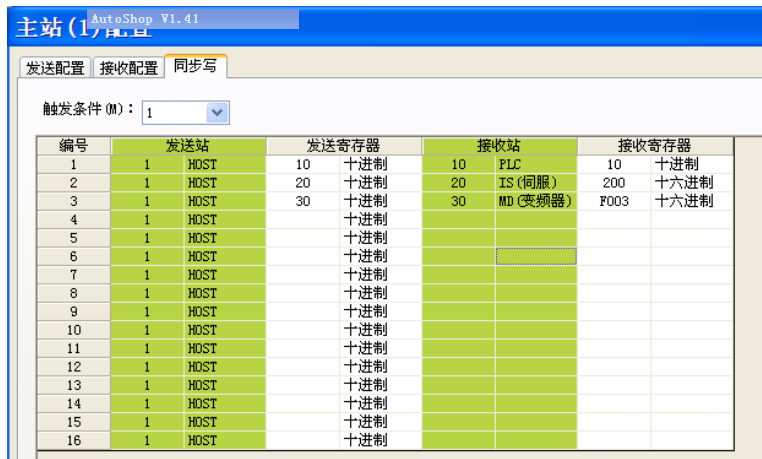 主站(1)配置
AutoShop V1.41
发送配置 接收配置 同步写
触发条件(M)： 1
编号 发送站 发送寄存器 接收站 接收寄存器
1 1 HOST 10 十进制 10 PLC 10 十进制
2 1 HOST 20 十进制 20 IS(伺服) 200 十六进制
3 1 HOST 30 十进制 30 MD(变频器) F003 十六进制
4 1 HOST 十进制
5 1 HOST 十进制
6 1 HOST 十进制
7 1 HOST 十进制
8 1 HOST 十进制
9 1 HOST 十进制
10 1 HOST 十进制
11 1 HOST 十进制
12 1 HOST 十进制
13 1 HOST 十进制
14 1 HOST 十进制
15 1 HOST 十进制
16 1 HOST 十进制